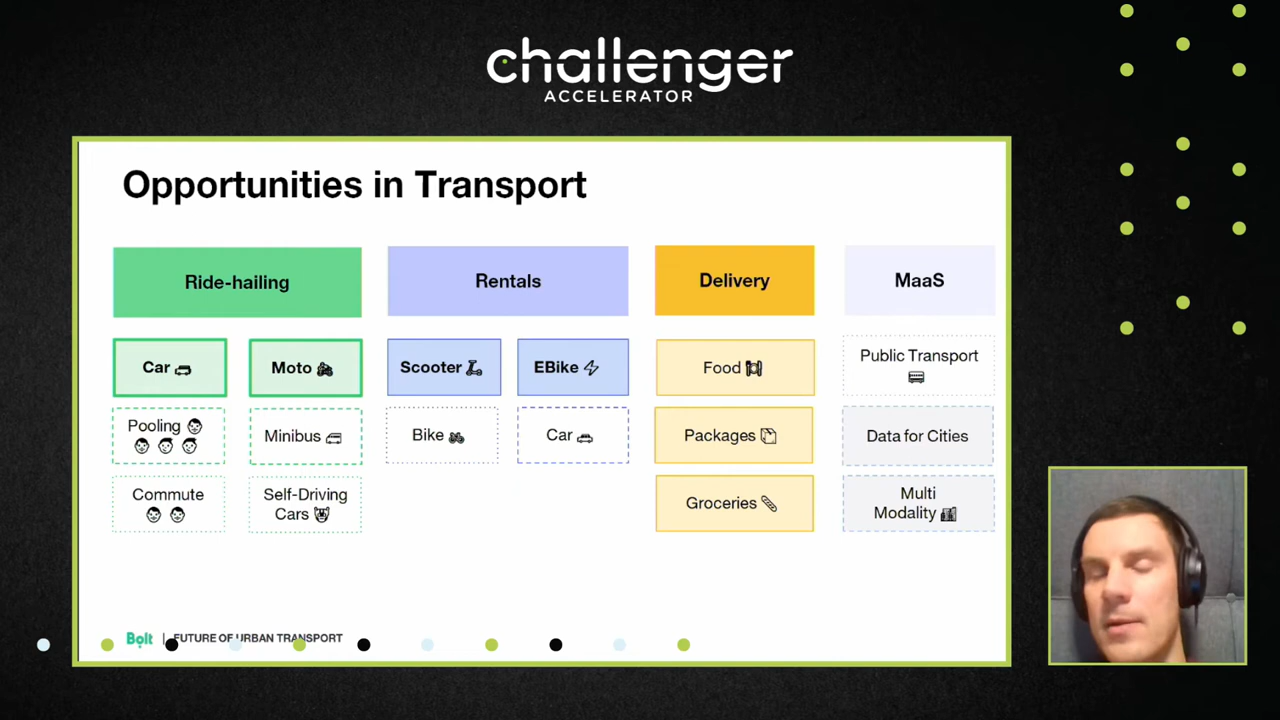 challenger
ACCELERATOR
Opportunities in Transport
Ride-hailing
Rentals
Delivery
MaaS
Car
Moto
Scooter
EBike
Food
Public Transport
Pooling
Minibus
Bike
Car
Packages
Data for Cities
Commute
Self-Driving
Cars
Groceries
Multi
Modality
Bolt | FUTURE OF URBAN TRANSPORT